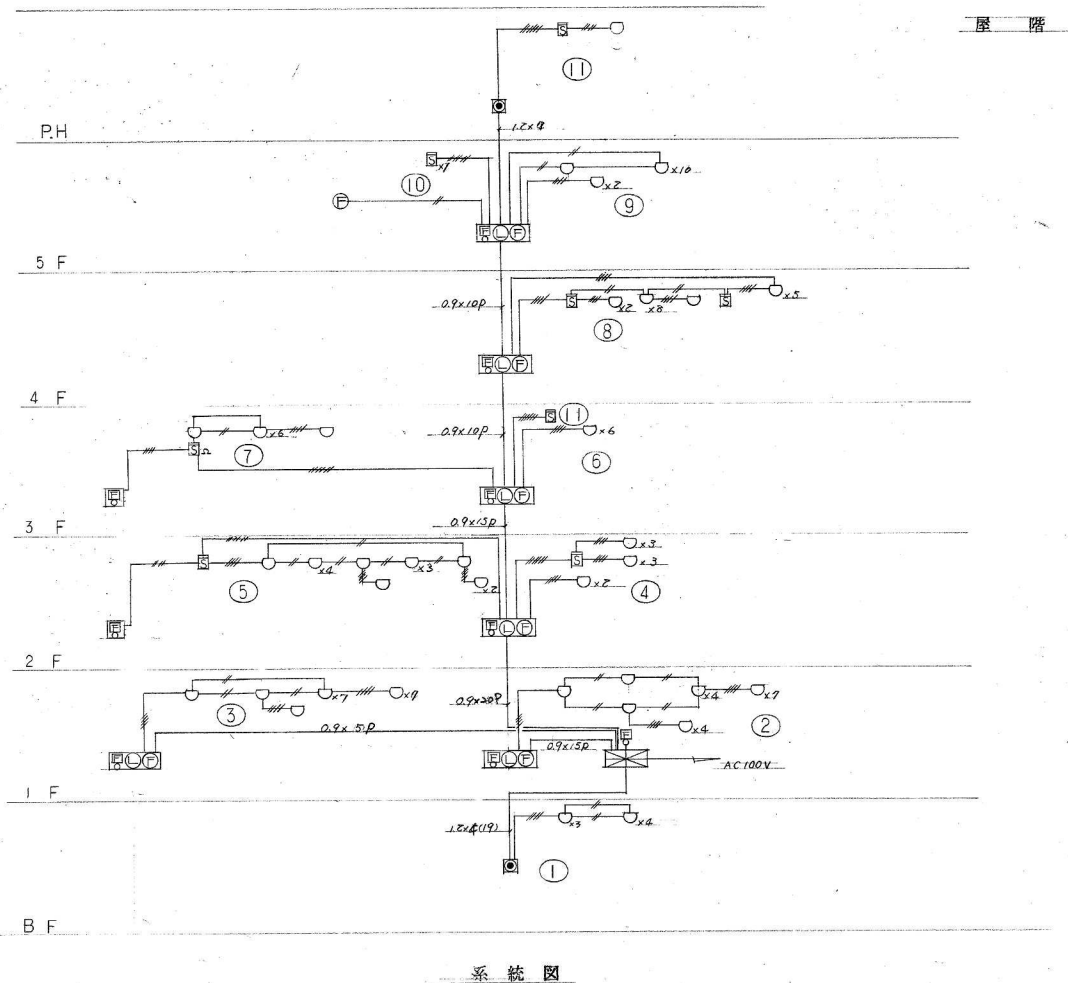 屋 階
S
11
P.H
1.2×4
S
×7
10
×10
×2
9
F
E L F
5 F
0.9×10P
S
×2
×8
S
×5
8
E L F
4 F
S
11
0.9×10P
×6
6
×6
S Ω
7
E
E L F
3 F
0.9×15P
S
×4
×3
×2
5
S
×3
×3
×2
4
E
E L F
2 F
×7
×9
3
0.9×20P
×4
×7
×4
2
0.9×5P
0.9×15P
E
E L F
E L F
AC100V
1 F
1.2×4(19)
×3
×4
1
B F
系 統 図